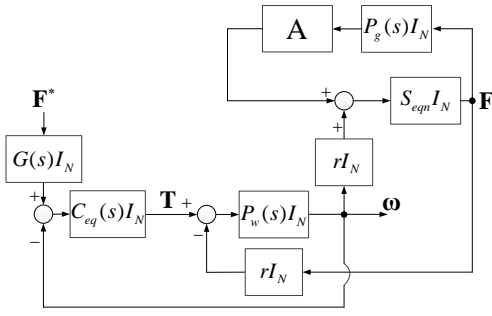 A
P_g(s)I_N
F*
+
S_eqn I_N
F
+
G(s)I_N
rI_N
+
T
+
C_eq(s)I_N
P_w(s)I_N
ω
−
−
rI_N